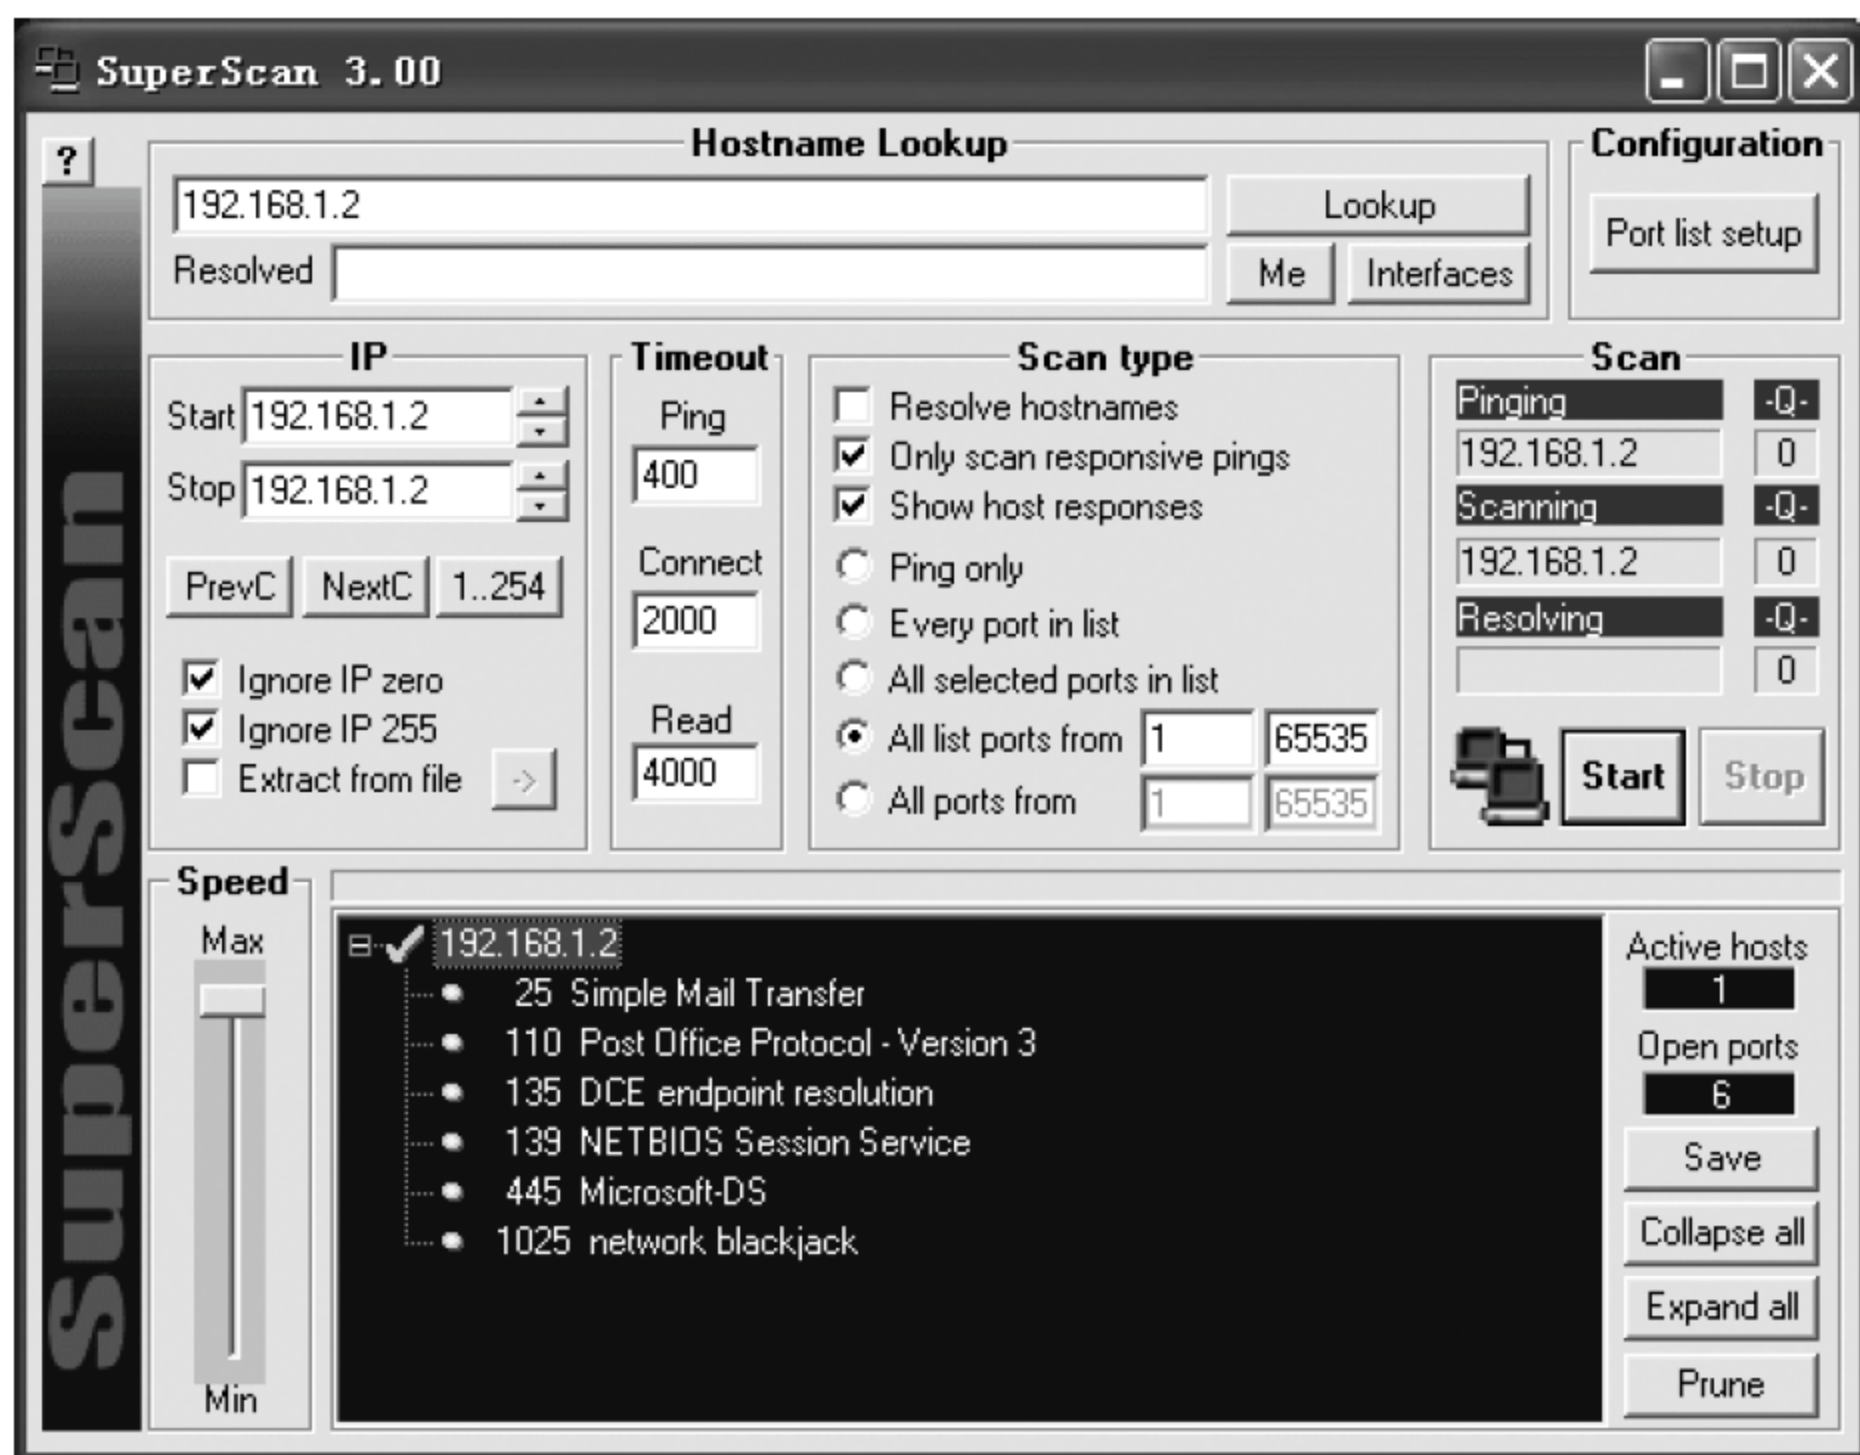 SuperScan 3.00
?
Hostname Lookup
192.168.1.2
Lookup
Resolved
Me
Interfaces
Configuration
Port list setup
IP
Start 192.168.1.2
Stop 192.168.1.2
PrevC
NextC
1..254
Ignore IP zero
Ignore IP 255
Extract from file
->
Timeout
Ping
400
Connect
2000
Read
4000
Scan type
Resolve hostnames
Only scan responsive pings
Show host responses
Ping only
Every port in list
All selected ports in list
All list ports from 1 65535
All ports from 1 65535
Scan
Pinging -Q-
192.168.1.2 0
Scanning -Q-
192.168.1.2 0
Resolving -Q-
0
Start
Stop
SuperScan
Speed
Max
Min
192.168.1.2
25 Simple Mail Transfer
110 Post Office Protocol - Version 3
135 DCE endpoint resolution
139 NETBIOS Session Service
445 Microsoft-DS
1025 network blackjack
Active hosts
1
Open ports
6
Save
Collapse all
Expand all
Prune